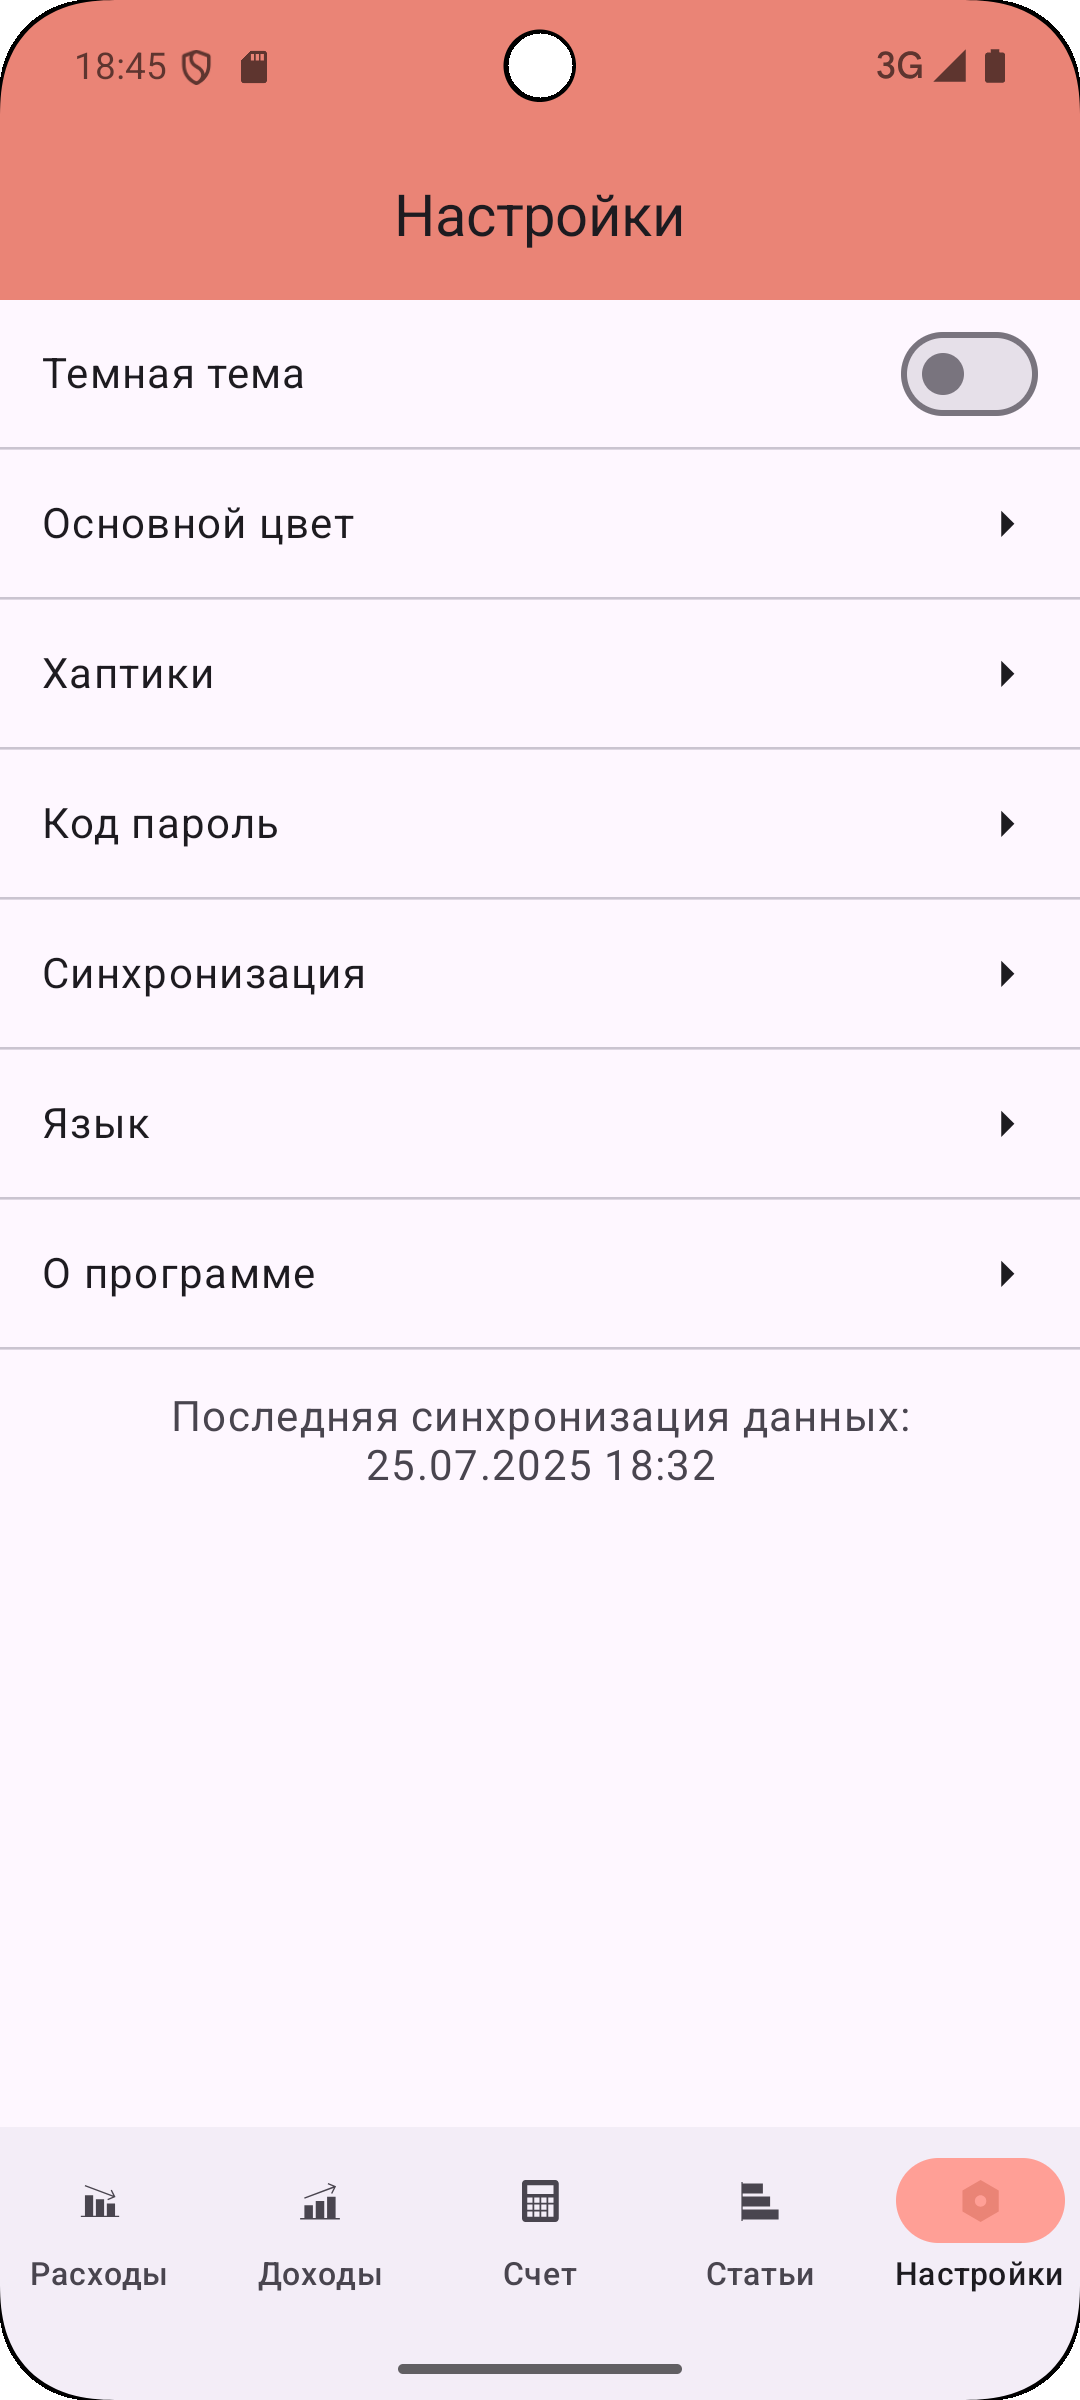 18:45 3G
Настройки
Темная тема
Основной цвет
Хаптики
Код пароль
Синхронизация
Язык
О программе
Последняя синхронизация данных:
25.07.2025 18:32
Расходы Доходы Счет Статьи Настройки